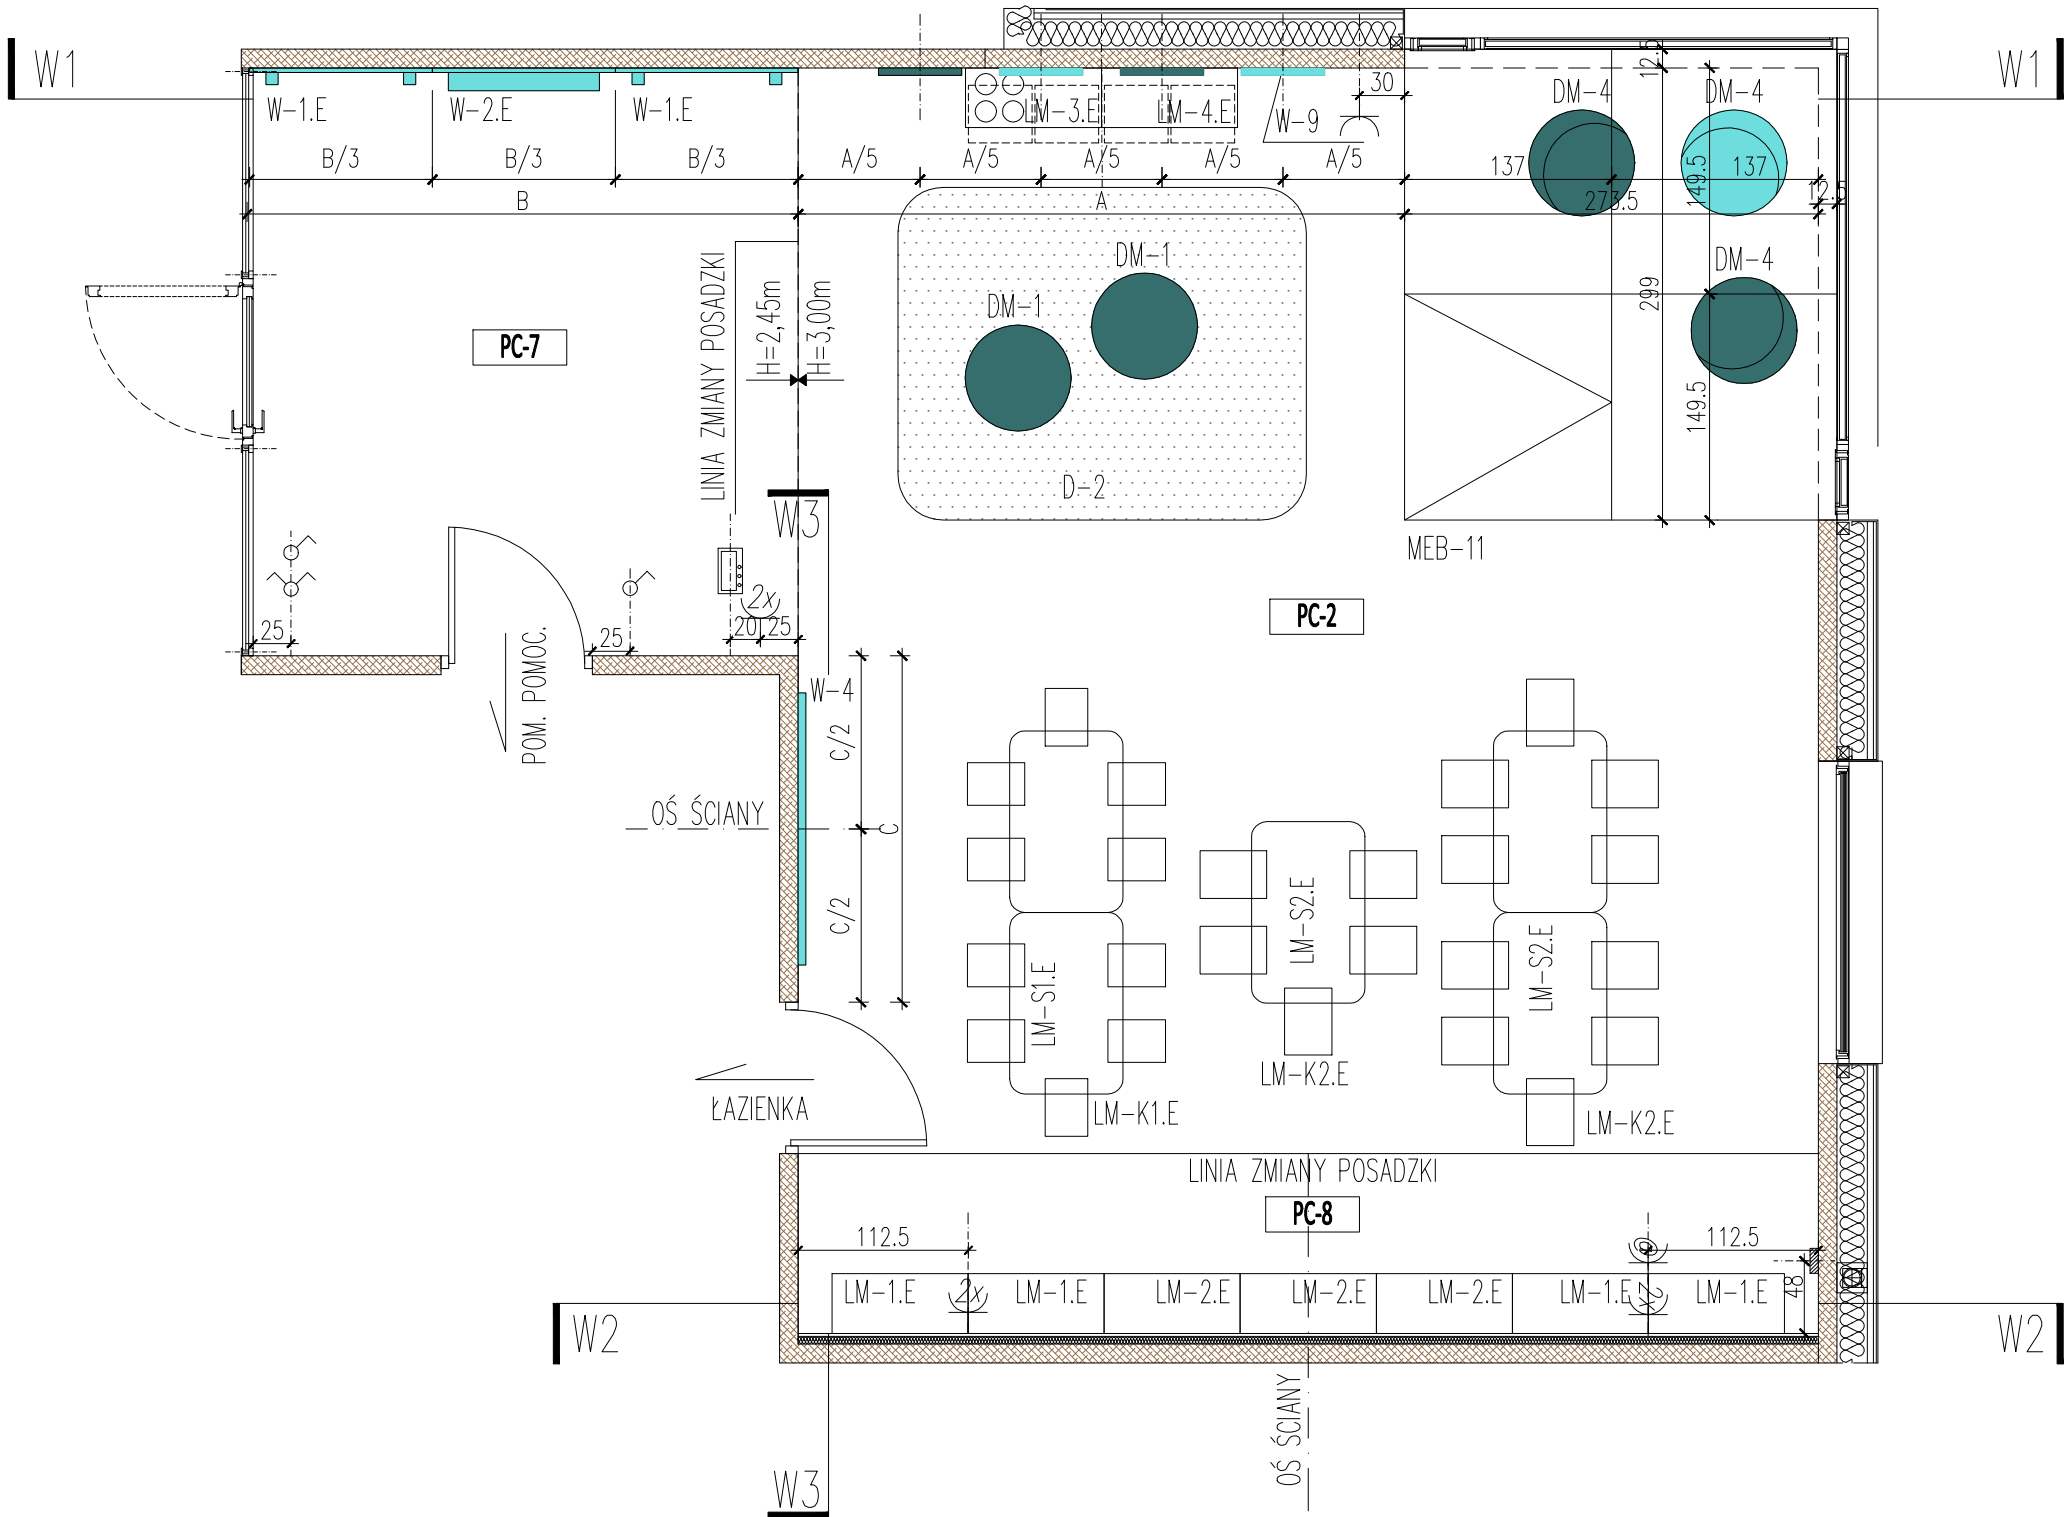 W1
W1
W-1.E
W-2.E
W-1.E
LM-3.E
LM-4.E
W-9
30
12.5
DM-4
DM-4
B/3
B/3
B/3
A/5
A/5
A/5
A/5
A/5
137
149.5
137
B
A
273.5
12.5
LINIA ZMIANY POSADZKI
H=2,45m
H=3,00m
DM-1
DM-1
DM-4
299
PC-7
149.5
D-2
W3
MEB-11
2x
PC-2
25
25
20
25
POM. POMOC.
W-4
C/2
OŚ ŚCIANY
C
C/2
LM-S2.E
LM-S2.E
LM-S1.E
LM-K2.E
ŁAZIENKA
LM-K1.E
LM-K2.E
LINIA ZMIANY POSADZKI
PC-8
112.5
112.5
LM-1.E
2x
LM-1.E
LM-2.E
LM-2.E
LM-2.E
LM-1.E
2x
LM-1.E
48
W2
W2
OŚ ŚCIANY
W3